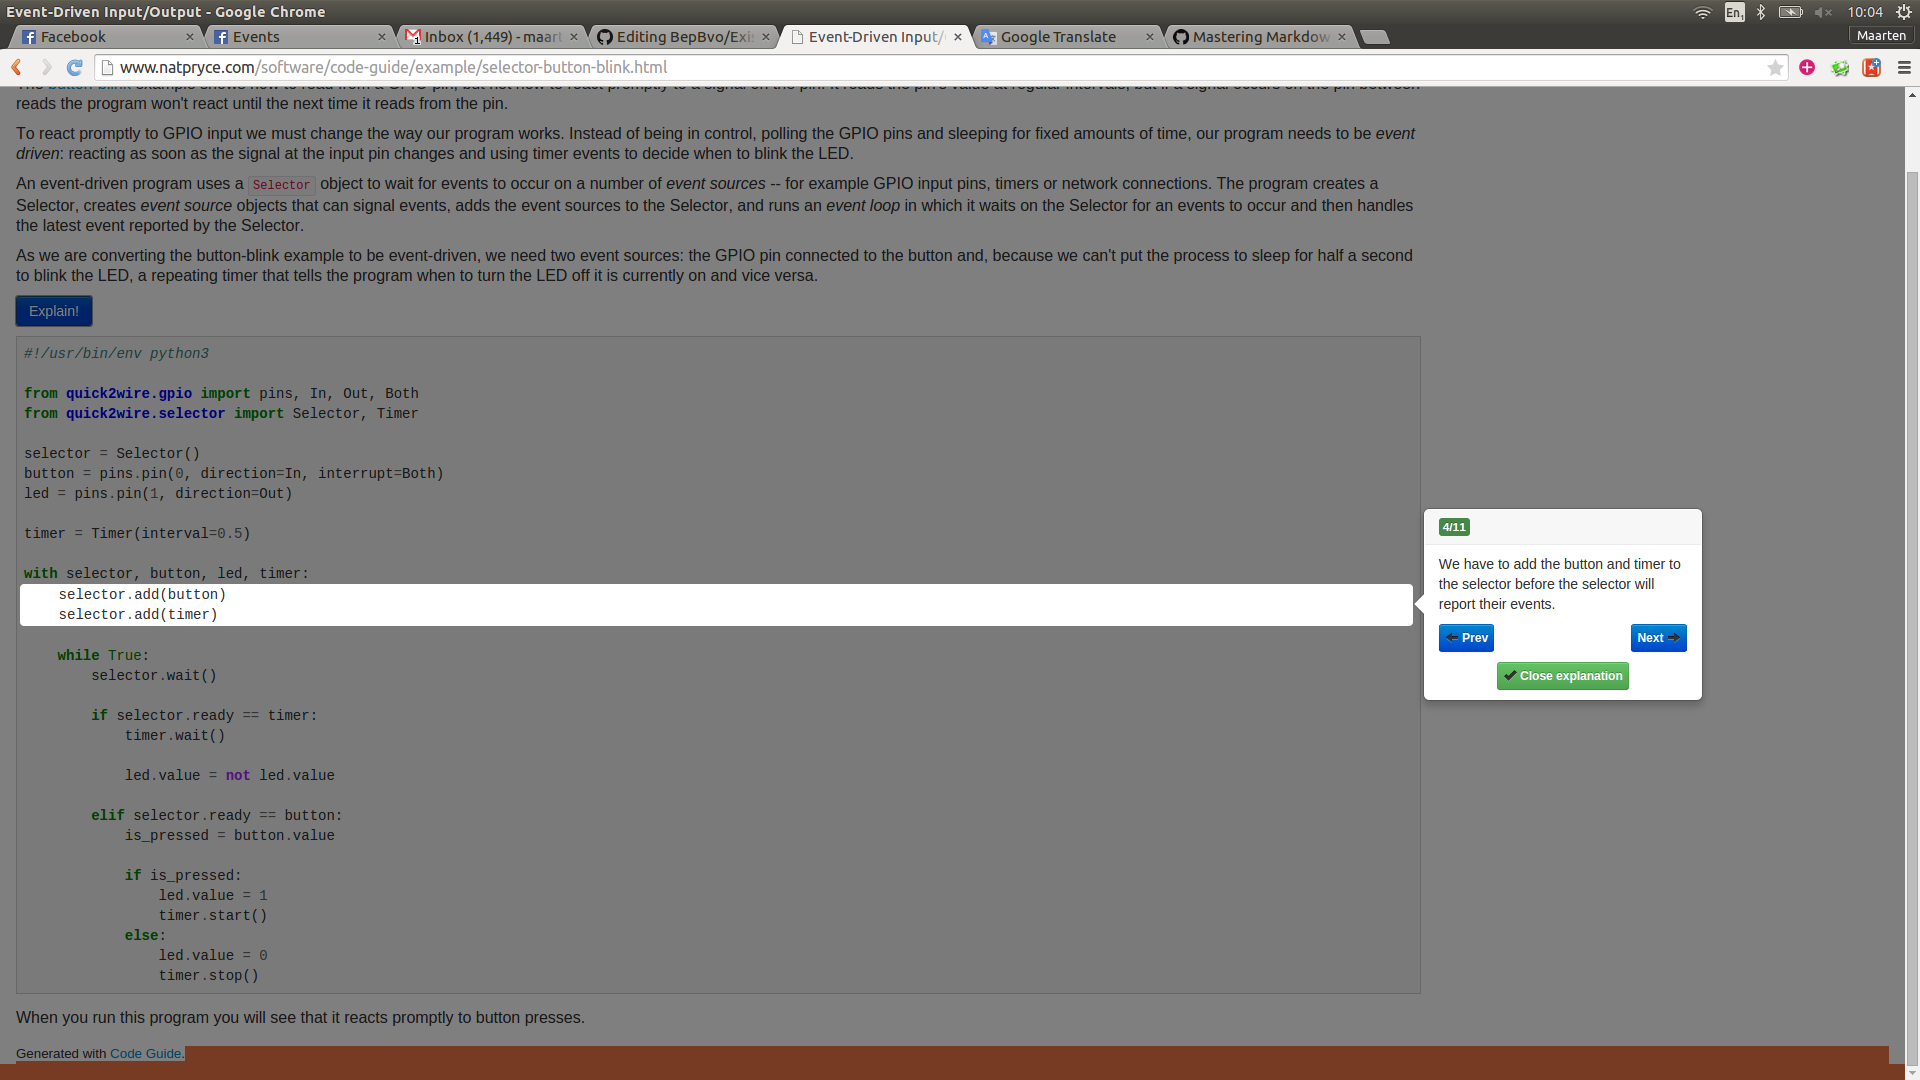 Event-Driven Input/Output - Google Chrome
En1
10:04
Facebook
Events
Inbox (1,449) - maart
Editing BepBvo/Exi
Event-Driven Input/
Google Translate
Mastering Markdow
Maarten
www.natpryce.com/software/code-guide/example/selector-button-blink.html
reads the program won't react until the next time it reads from the pin.
To react promptly to GPIO input we must change the way our program works. Instead of being in control, polling the GPIO pins and sleeping for fixed amounts of time, our program needs to be event
driven: reacting as soon as the signal at the input pin changes and using timer events to decide when to blink the LED.
An event-driven program uses a Selector object to wait for events to occur on a number of event sources -- for example GPIO input pins, timers or network connections. The program creates a
Selector, creates event source objects that can signal events, adds the event sources to the Selector, and runs an event loop in which it waits on the Selector for an events to occur and then handles
the latest event reported by the Selector.
As we are converting the button-blink example to be event-driven, we need two event sources: the GPIO pin connected to the button and, because we can't put the process to sleep for half a second
to blink the LED, a repeating timer that tells the program when to turn the LED off it is currently on and vice versa.
Explain!
#!/usr/bin/env python3
from quick2wire.gpio import pins, In, Out, Both
from quick2wire.selector import Selector, Timer
selector = Selector()
button = pins.pin(0, direction=In, interrupt=Both)
led = pins.pin(1, direction=Out)
timer = Timer(interval=0.5)
with selector, button, led, timer:
    selector.add(button)
    selector.add(timer)
    while True:
        selector.wait()
        if selector.ready == timer:
            timer.wait()
            led.value = not led.value
        elif selector.ready == button:
            is_pressed = button.value
            if is_pressed:
                led.value = 1
                timer.start()
            else:
                led.value = 0
                timer.stop()
4/11
We have to add the button and timer to
the selector before the selector will
report their events.
Prev
Next
Close explanation
When you run this program you will see that it reacts promptly to button presses.
Generated with Code Guide.